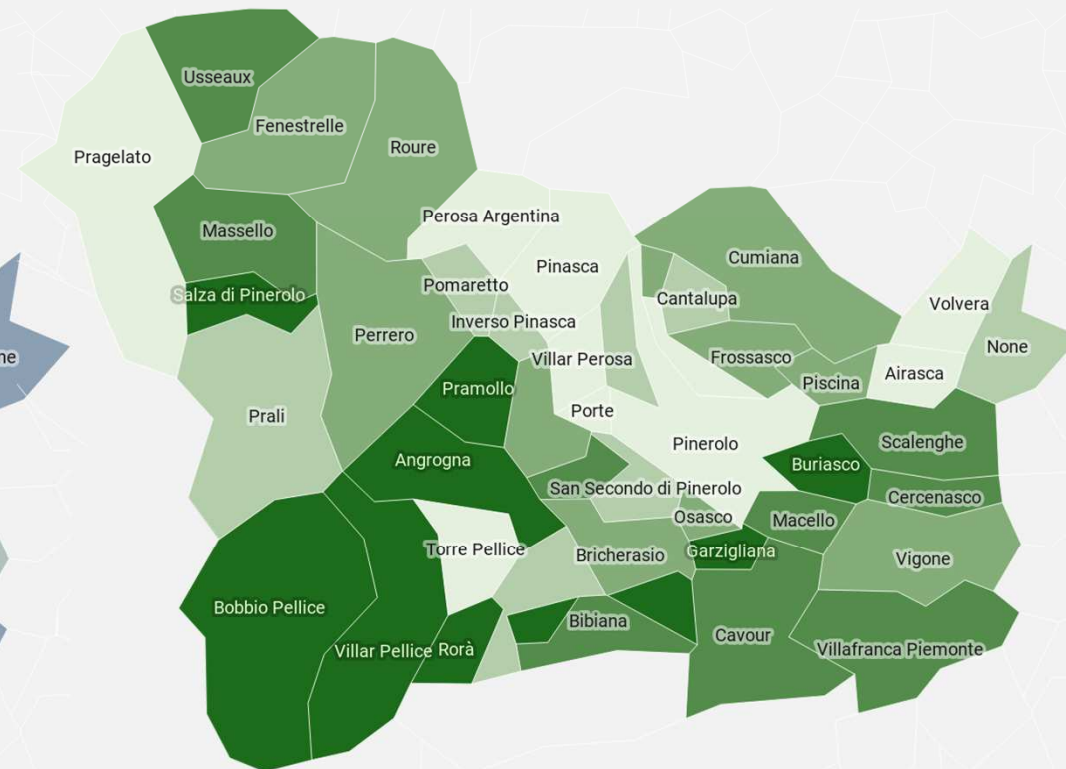 Usseaux
Fenestrelle
Roure
Pragelato
Perosa Argentina
Massello
Cumiana
Pinasca
Pomaretto
Salza di Pinerolo
Cantalupa
Volvera
Inverso Pinasca
Perrero
None
ne
Villar Perosa
Frossasco
Airasca
Piscina
Pramollo
Porte
Prali
Pinerolo
Scalenghe
Angrogna
Buriasco
San Secondo di Pinerolo
Cercenasco
Osasco
Macello
Torre Pellice
Bricherasio
Garzigliana
Vigone
Bobbio Pellice
Bibiana
Cavour
Villar Pellice
Rorà
Villafranca Piemonte